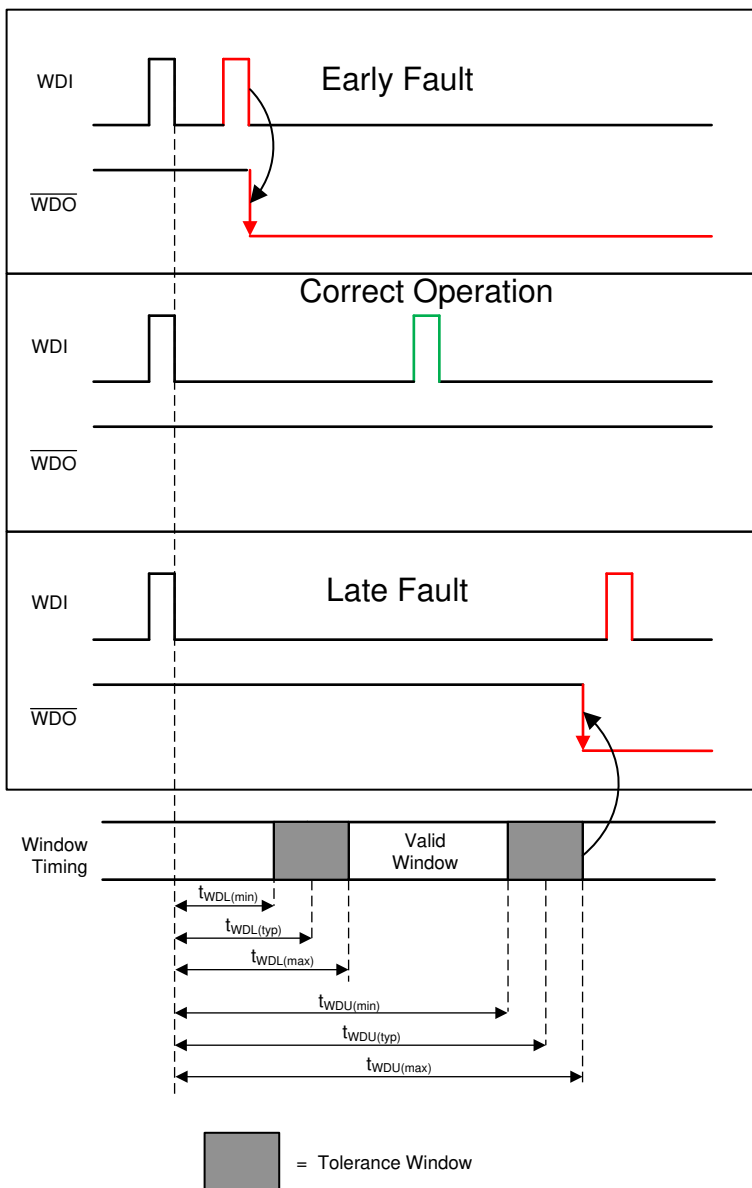 Early Fault
WDI
WDO
Correct Operation
WDI
WDO
Late Fault
WDI
WDO
Window
Timing
Valid
Window
tWDL(min)
tWDL(typ)
tWDL(max)
tWDU(min)
tWDU(typ)
tWDU(max)
= Tolerance Window